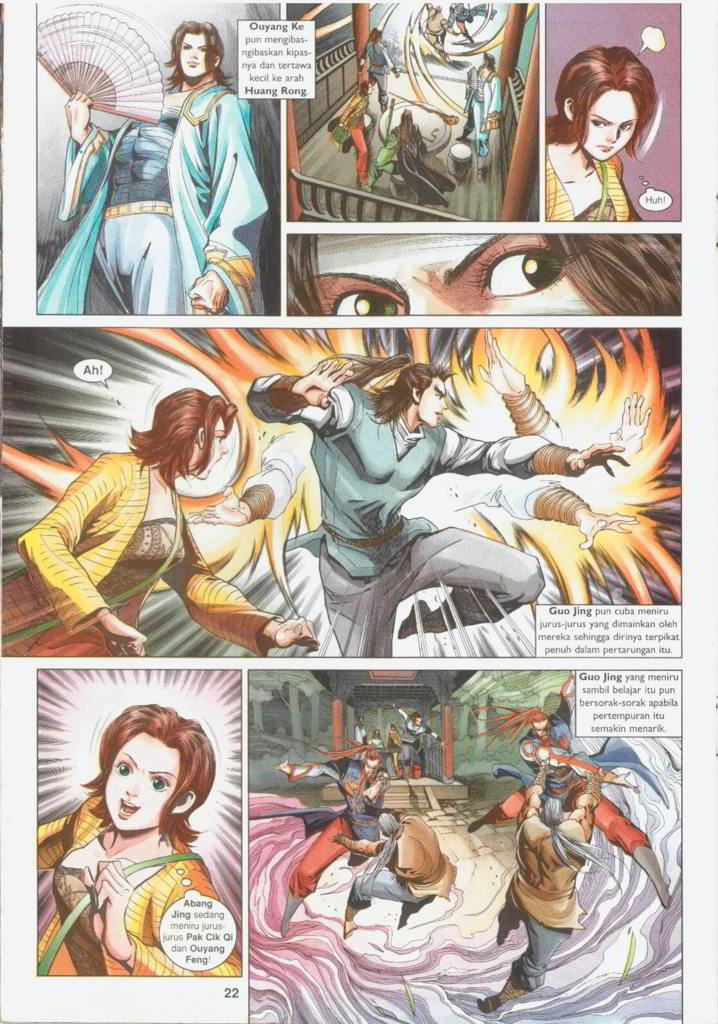 Ouyang Ke
pun mengibas-
ngibaskan kipas-
nya dan tertawa
kecil ke arah
Huang Rong.
Huh!
Ah!
Guo Jing pun cuba meniru
jurus-jurus yang dimainkan oleh
mereka sehingga dirinya terpikat
penuh dalam pertarungan itu.
Abang
Jing sedang
meniru jurus-
jurus Pak Cik Qi
dan Ouyang
Feng!
Guo Jing yang meniru
sambil belajar itu pun
bersorak-sorak apabila
pertempuran itu
semakin menarik.
22